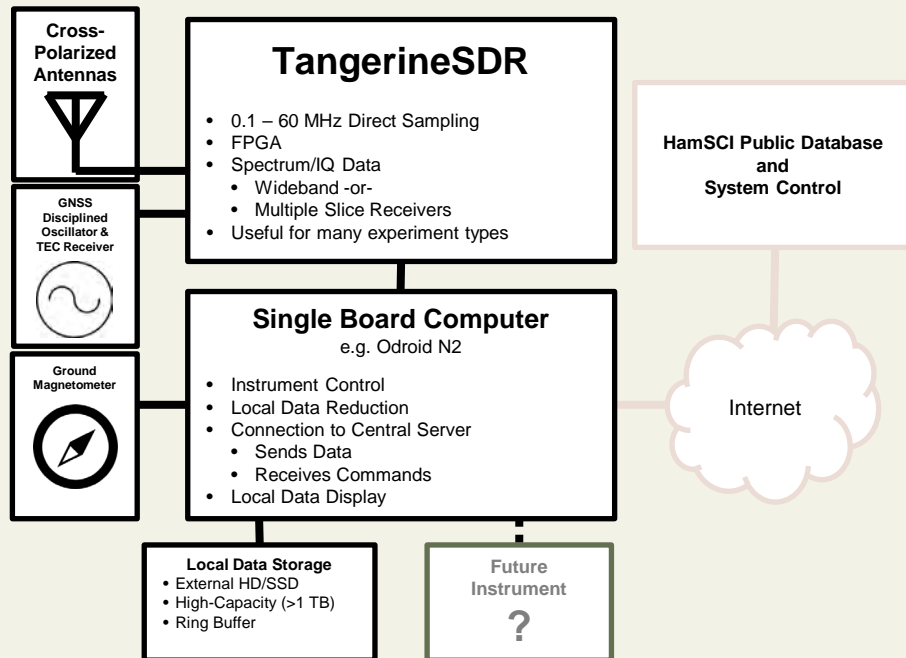 Cross-
Polarized
Antennas
TangerineSDR
• 0.1 – 60 MHz Direct Sampling
• FPGA
• Spectrum/IQ Data
• Wideband -or-
• Multiple Slice Receivers
• Useful for many experiment types
HamSCI Public Database
and
System Control
GNSS
Disciplined
Oscillator &
TEC Receiver
Single Board Computer
e.g. Odroid N2
• Instrument Control
• Local Data Reduction
• Connection to Central Server
• Sends Data
• Receives Commands
• Local Data Display
Ground
Magnetometer
Internet
Local Data Storage
• External HD/SSD
• High-Capacity (>1 TB)
• Ring Buffer
Future
Instrument
?